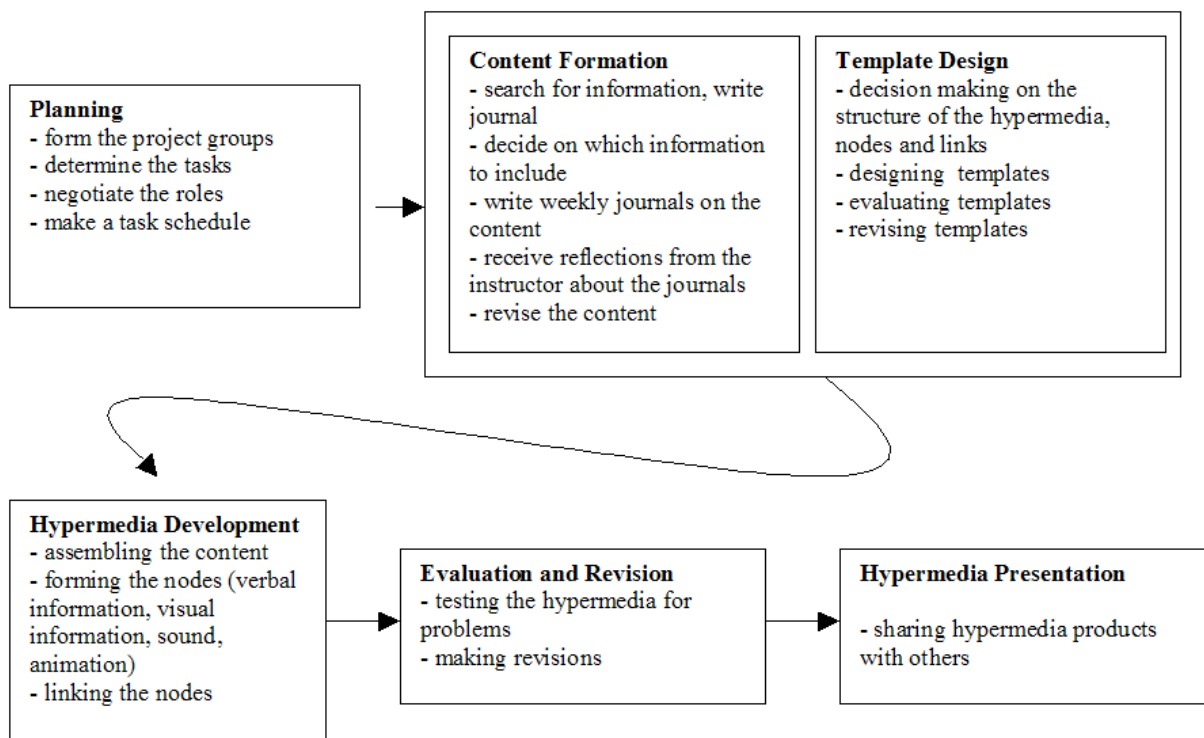 Planning
- form the project groups
- determine the tasks
- negotiate the roles
- make a task schedule
Content Formation
- search for information, write
journal
- decide on which information
to include
- write weekly journals on the
content
- receive reflections from the
instructor about the journals
- revise the content
Template Design
- decision making on the
structure of the hypermedia,
nodes and links
- designing templates
- evaluating templates
- revising templates
Hypermedia Development
- assembling the content
- forming the nodes (verbal
information, visual
information, sound,
animation)
- linking the nodes
Evaluation and Revision
- testing the hypermedia for
problems
- making revisions
Hypermedia Presentation
- sharing hypermedia products
with others